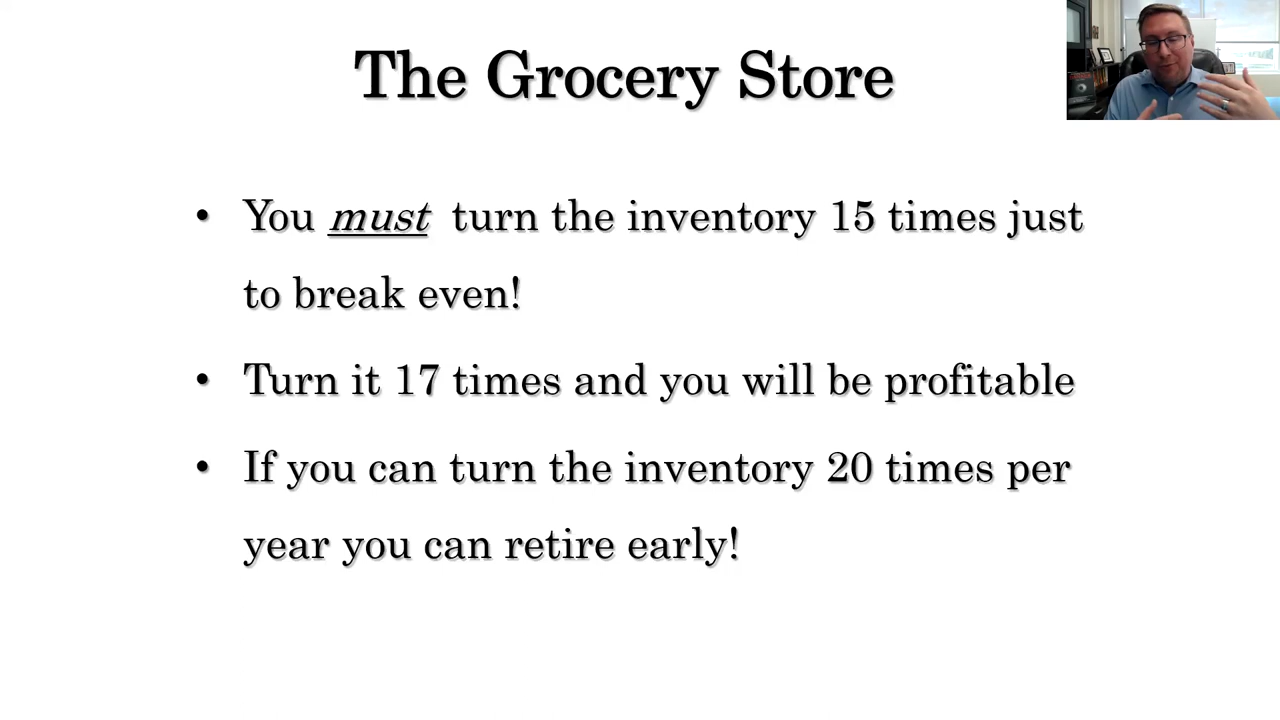 The Grocery Store
• You must turn the inventory 15 times just
to break even!
• Turn it 17 times and you will be profitable
• If you can turn the inventory 20 times per
year you can retire early!